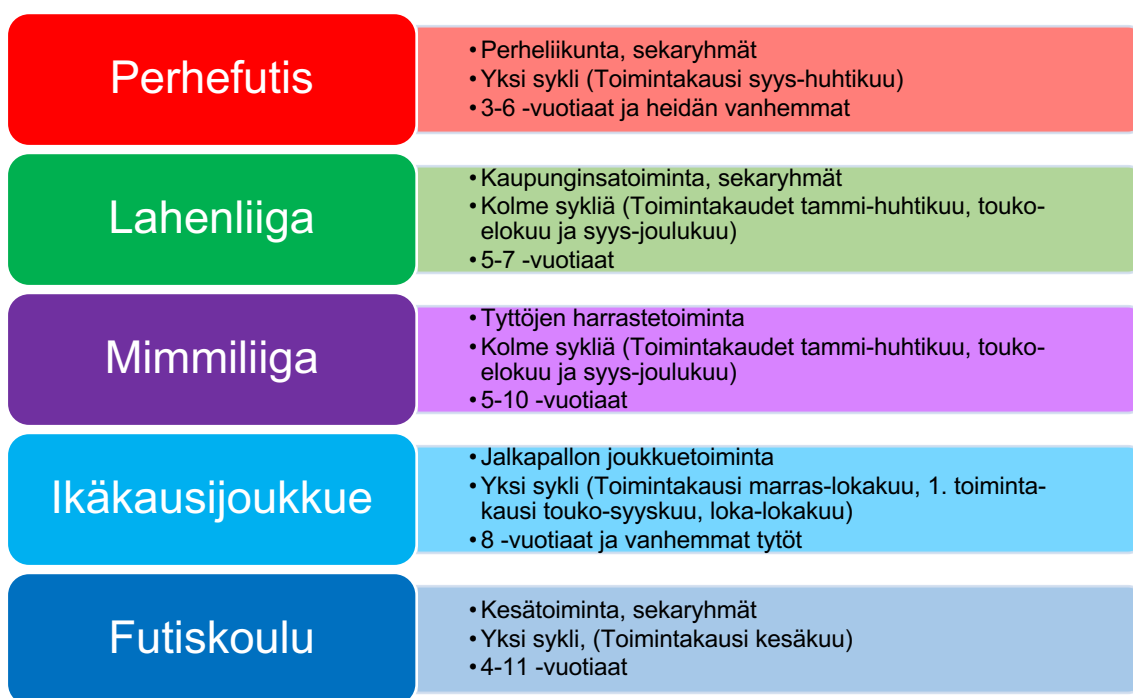 Perhefutis
•Perheliikunta, sekaryhmät
•Yksi sykli (Toimintakausi syys-huhtikuu)
•3-6 -vuotiaat ja heidän vanhemmat
Lahenliiga
•Kaupunginsatoiminta, sekaryhmät
•Kolme sykliä (Toimintakaudet tammi-huhtikuu, touko-
elokuu ja syys-joulukuu)
•5-7 -vuotiaat
Mimmiliiga
•Tyttöjen harrastetoiminta
•Kolme sykliä (Toimintakaudet tammi-huhtikuu, touko-
elokuu ja syys-joulukuu)
•5-10 -vuotiaat
Ikäkausijoukkue
•Jalkapallon joukkuetoiminta
•Yksi sykli (Toimintakausi marras-lokakuu, 1. toiminta-
kausi touko-syyskuu, loka-lokakuu)
•8 -vuotiaat ja vanhemmat tytöt
Futiskoulu
•Kesätoiminta, sekaryhmät
•Yksi sykli, (Toimintakausi kesäkuu)
•4-11 -vuotiaat